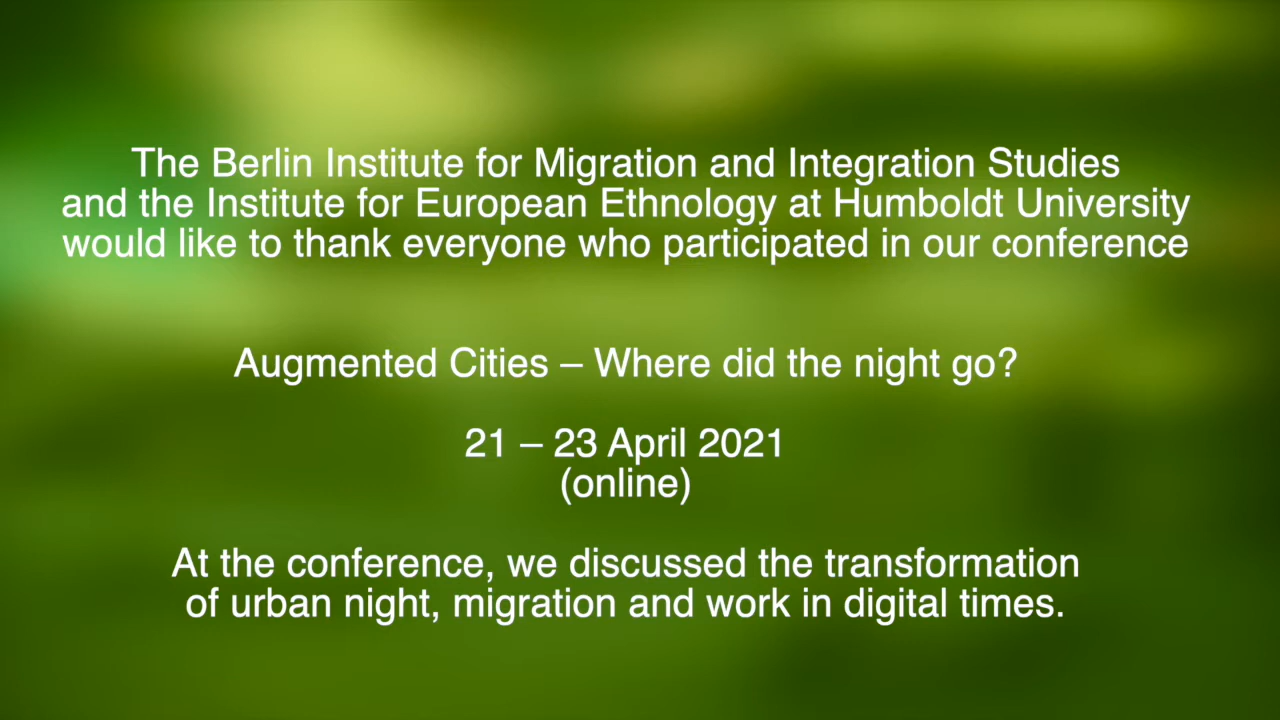 The Berlin Institute for Migration and Integration Studies
and the Institute for European Ethnology at Humboldt University
would like to thank everyone who participated in our conference
Augmented Cities – Where did the night go?
21 – 23 April 2021
(online)
At the conference, we discussed the transformation
of urban night, migration and work in digital times.